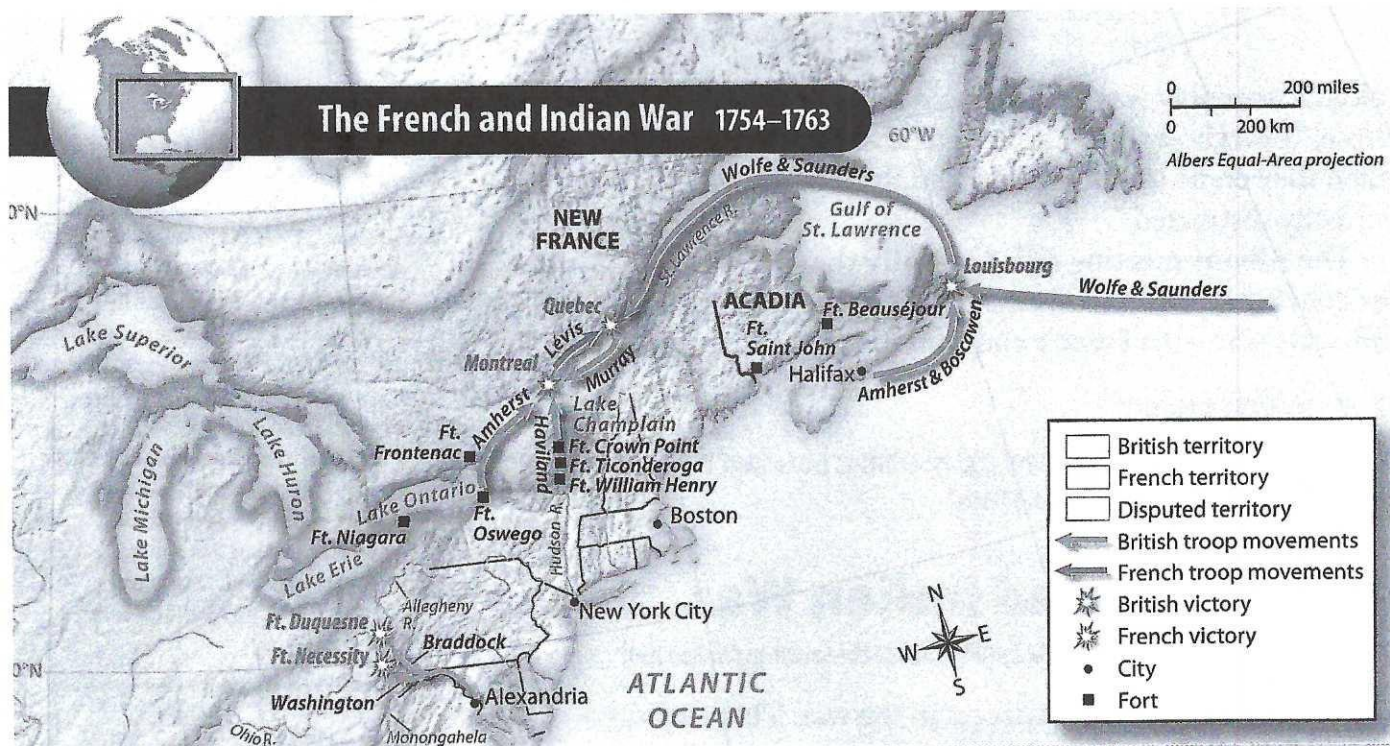 The French and Indian War 1754–1763
0 200 miles
0 200 km
Albers Equal-Area projection
60°W
0°N
Wolfe & Saunders
NEW
FRANCE
St. Lawrence R.
Gulf of
St. Lawrence
Louisbourg
Wolfe & Saunders
Quebec
ACADIA
Ft. Beauséjour
Lévis
Ft.
Saint John
Lake Superior
Montreal
Murray
Halifax
Amherst & Boscawen
Amherst
Lake
Champlain
Ft.
Frontenac
Haviland
Ft. Crown Point
Ft. Ticonderoga
Ft. William Henry
Lake Michigan
Lake Huron
Lake Ontario
Ft. Niagara
Ft.
Oswego
Hudson R.
Boston
Lake Erie
New York City
Allegheny
R.
Ft. Duquesne
Braddock
Ft. Necessity
Washington
Alexandria
ATLANTIC
OCEAN
0°N
Ohio R.
Monongahela
N
W E
S
British territory
French territory
Disputed territory
British troop movements
French troop movements
British victory
French victory
City
Fort